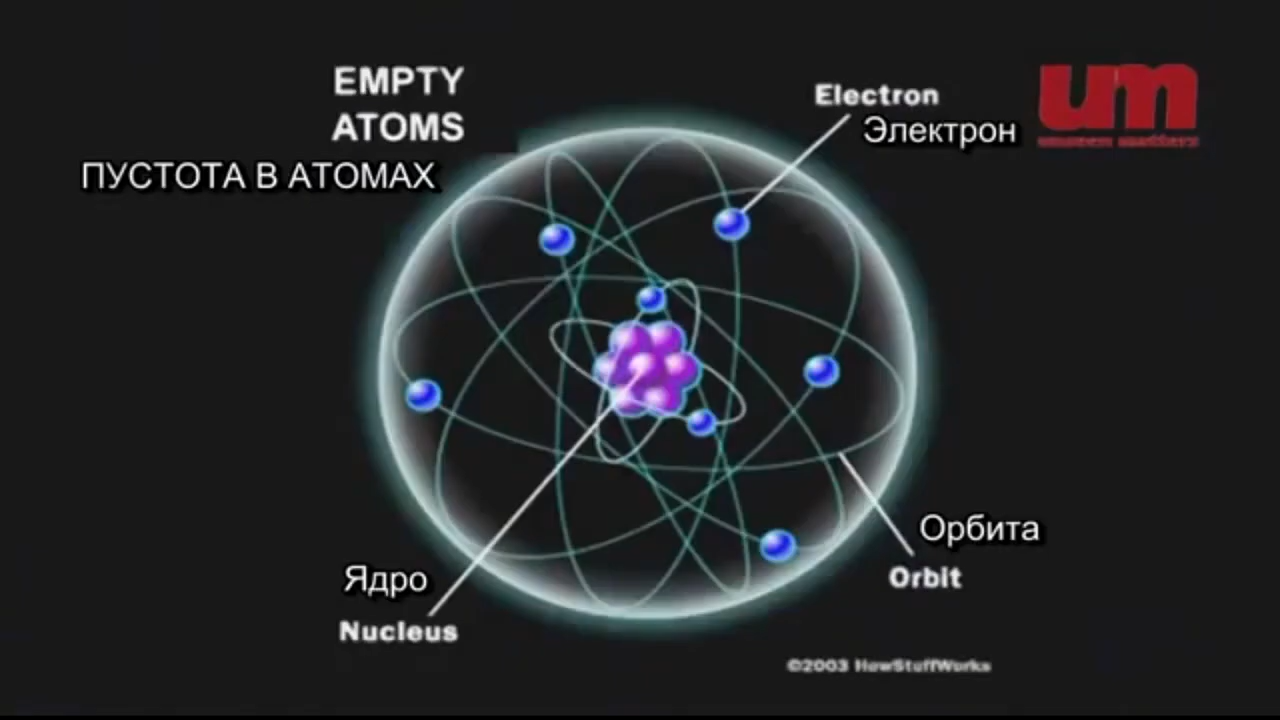 EMPTY
ATOMS
ПУСТОТА В АТОМАХ
Electron
Электрон
um
Орбита
Orbit
Ядро
Nucleus
©2003 HowStuffWorks